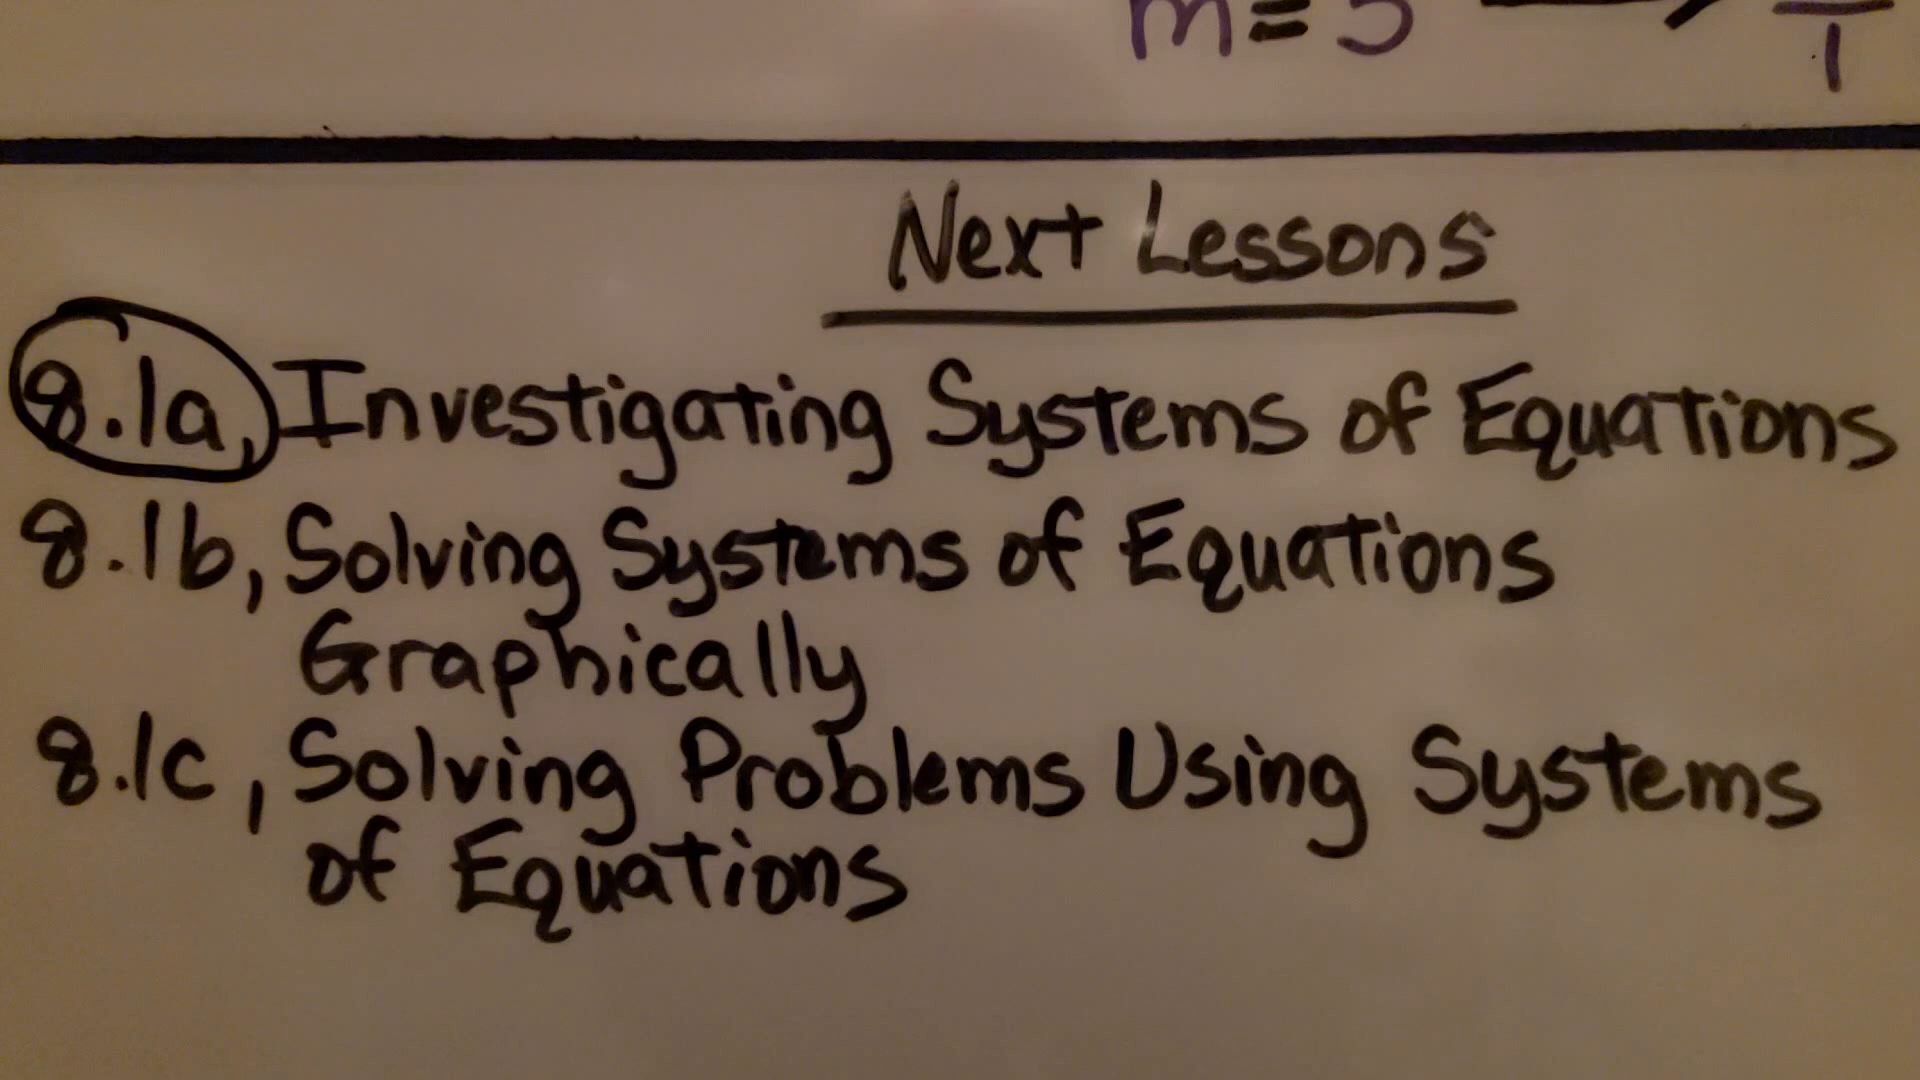 m = 5
1
Next Lessons
8.1a, Investigating Systems of Equations
8.1b, Solving Systems of Equations
Graphically
8.1c, Solving Problems Using Systems
of Equations